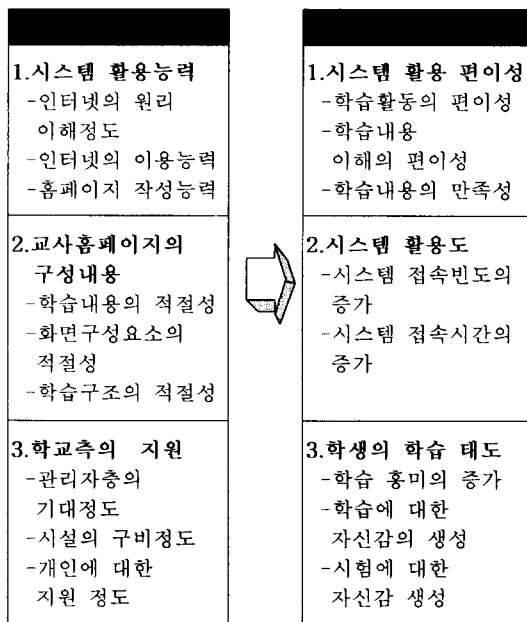 1.시스템 활용능력
-인터넷의 원리
이해정도
-인터넷의 이용능력
-홈페이지 작성능력
2.교사홈페이지의
구성내용
-학습내용의 적절성
-화면구성요소의
적절성
-학습구조의 적절성
3.학교측의 지원
-관리자층의
기대정도
-시설의 구비정도
-개인에 대한
지원 정도
1.시스템 활용 편이성
-학습활동의 편이성
-학습내용
이해의 편이성
-학습내용의 만족성
2.시스템 활용도
-시스템 접속빈도의
증가
-시스템 접속시간의
증가
3.학생의 학습 태도
-학습 흥미의 증가
-학습에 대한
자신감의 생성
-시험에 대한
자신감 생성